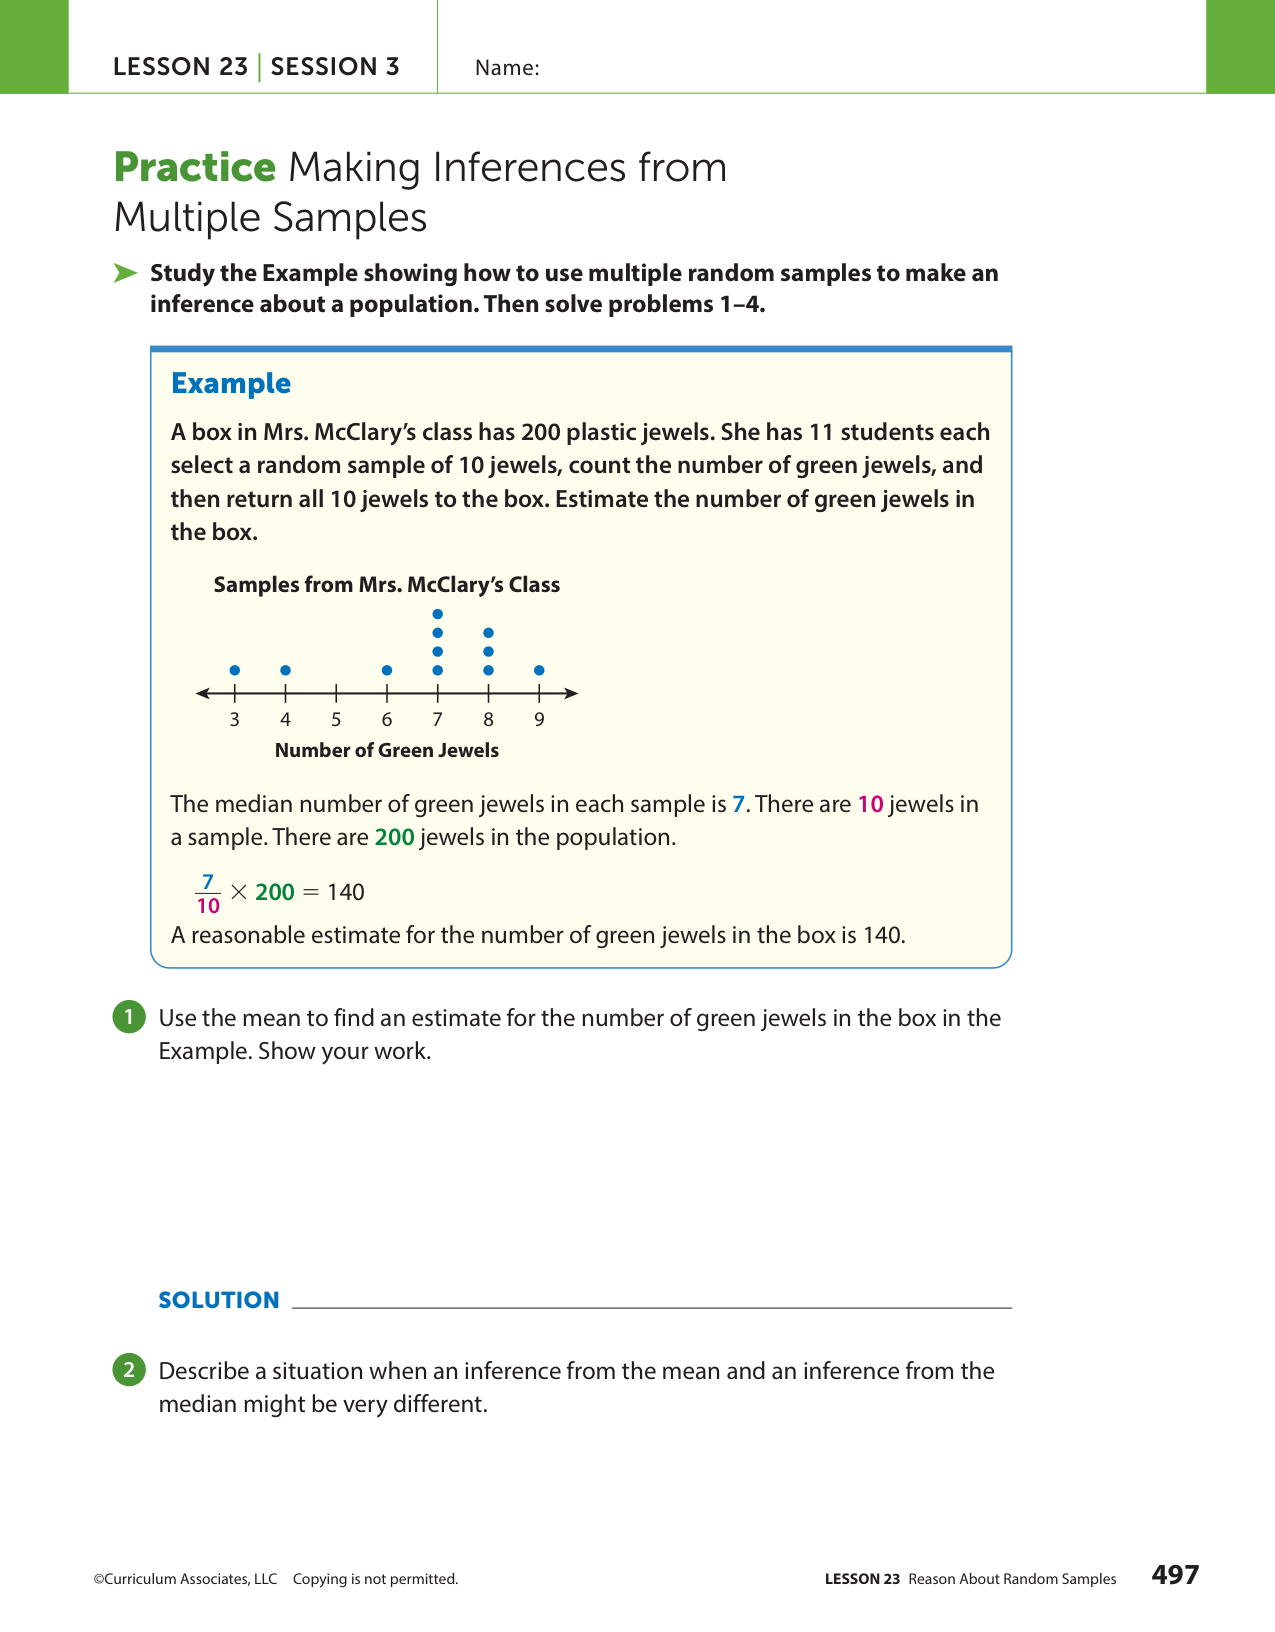 LESSON 23 | SESSION 3
Name:
Practice Making Inferences from
Multiple Samples
➤ Study the Example showing how to use multiple random samples to make an
inference about a population. Then solve problems 1–4.
Example
A box in Mrs. McClary’s class has 200 plastic jewels. She has 11 students each
select a random sample of 10 jewels, count the number of green jewels, and
then return all 10 jewels to the box. Estimate the number of green jewels in
the box.
Samples from Mrs. McClary’s Class
3 4 5 6 7 8 9
Number of Green Jewels
The median number of green jewels in each sample is 7. There are 10 jewels in
a sample. There are 200 jewels in the population.
7/10 × 200 = 140
A reasonable estimate for the number of green jewels in the box is 140.
1 Use the mean to find an estimate for the number of green jewels in the box in the
Example. Show your work.
SOLUTION
2 Describe a situation when an inference from the mean and an inference from the
median might be very different.
©Curriculum Associates, LLC Copying is not permitted.
LESSON 23 Reason About Random Samples 497